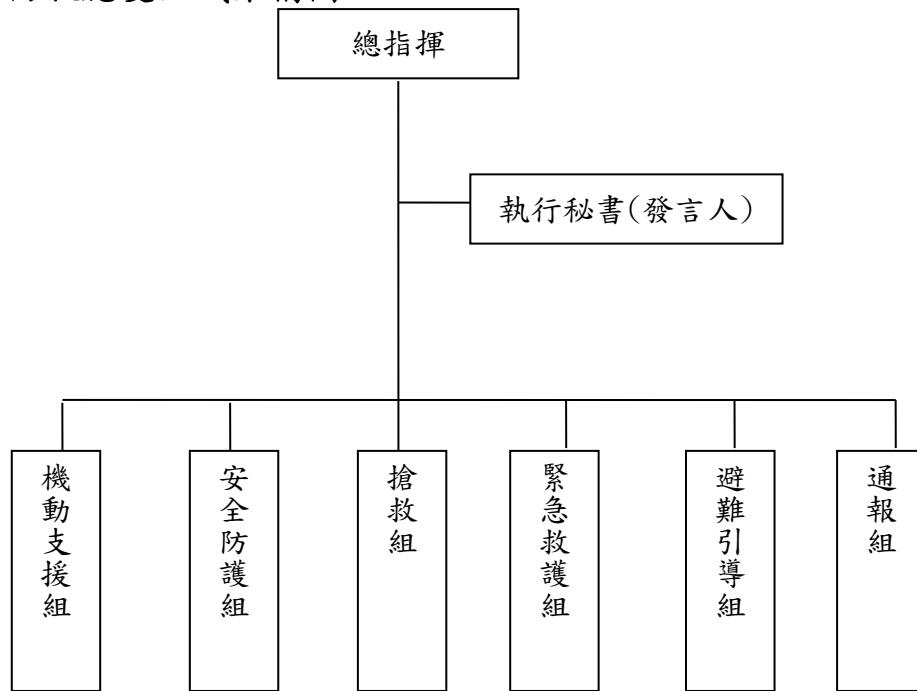 總指揮
執行秘書(發言人)
機動支援組
安全防護組
搶救組
緊急救護組
避難引導組
通報組